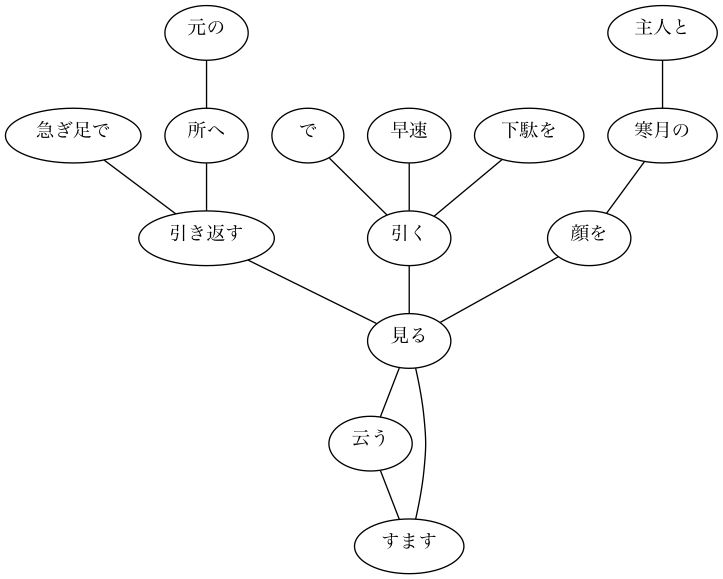 元の
主人と
急ぎ足で
所へ
で
早速
下駄を
寒月の
引き返す
引く
顔を
見る
云う
すます